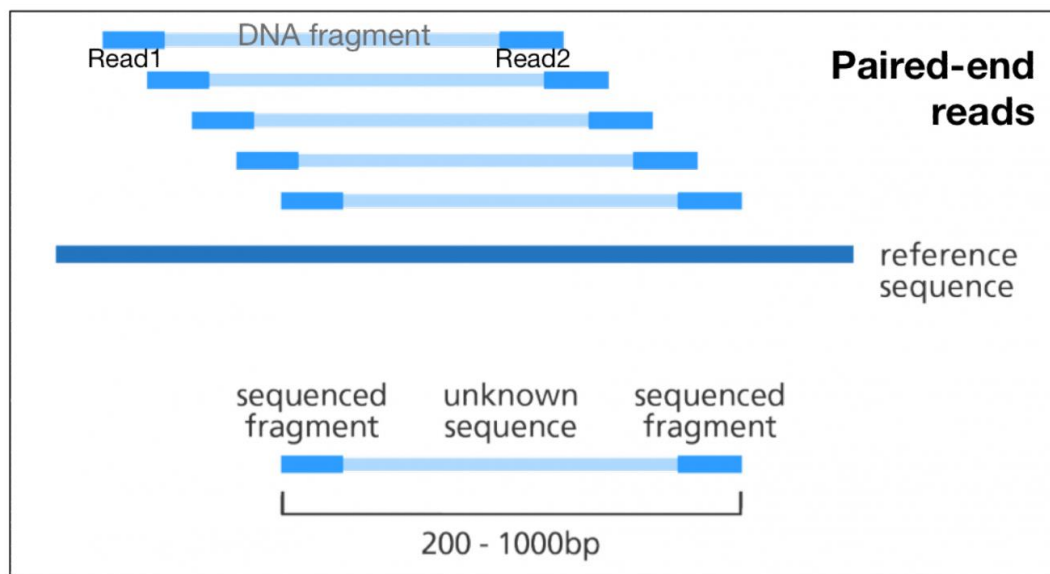 DNA fragment
Read1
Read2
Paired-end
reads
reference
sequence
sequenced
fragment
unknown
sequence
sequenced
fragment
200 - 1000bp